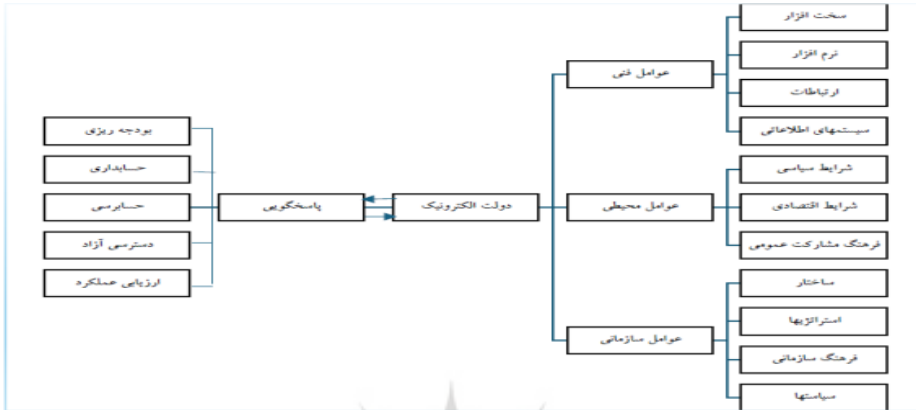 سخت افزار
نرم افزار
ارتباطات
سیستمهای اطلاعاتی
عوامل فنی
شرایط سیاسی
شرایط اقتصادی
فرهنگ مشارکت عمومی
عوامل محیطی
ساختار
استراتژیها
فرهنگ سازمانی
سیاستها
عوامل سازمانی
دولت الکترونیک
پاسخگویی
بودجه ریزی
حسابداری
حسابرسی
دسترسی آزاد
ارزیابی عملکرد